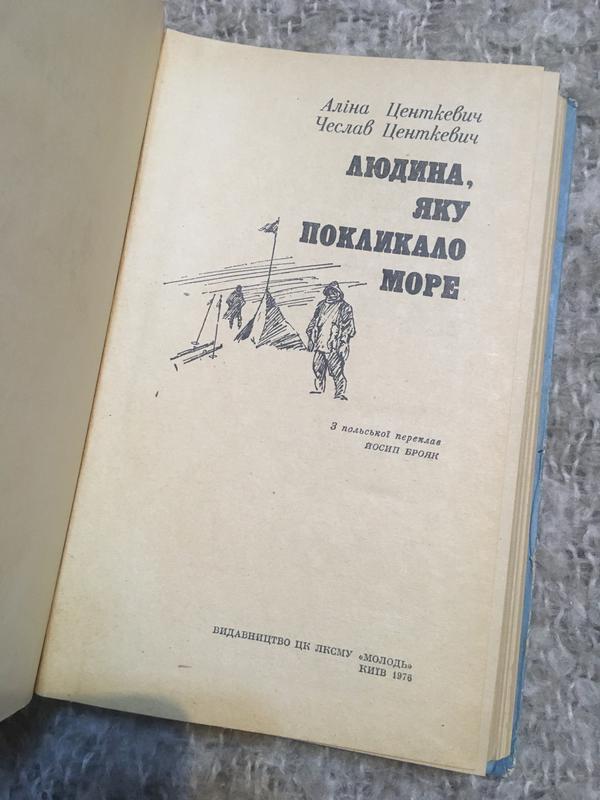 Аліна Центкевич
Чеслав Центкевич
ЛЮДИНА,
ЯКУ
ПОКЛИКАЛО
МОРЕ
З польської переклав
ЙОСИП БРОЯК
ВИДАВНИЦТВО ЦК ЛКСМУ «МОЛОДЬ»
КИЇВ 1976